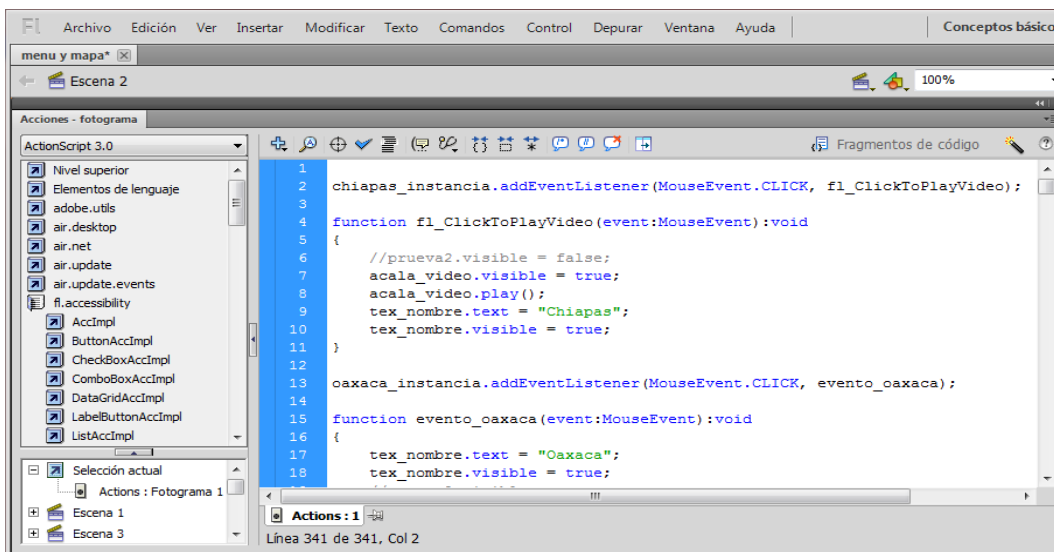 Fl Archivo Edición Ver Insertar Modificar Texto Comandos Control Depurar Ventana Ayuda Conceptos básico
menu y mapa*
Escena 2 100%
Acciones - fotograma
ActionScript 3.0
Fragmentos de código
Nivel superior
Elementos de lenguaje
adobe.utils
air.desktop
air.net
air.update
air.update.events
fl.accessibility
AccImpl
ButtonAccImpl
CheckBoxAccImpl
ComboBoxAccImpl
DataGridAccImpl
LabelButtonAccImpl
ListAccImpl
Selección actual
Actions : Fotograma 1
Escena 1
Escena 3
1
2 chiapas_instancia.addEventListener(MouseEvent.CLICK, fl_ClickToPlayVideo);
3
4 function fl_ClickToPlayVideo(event:MouseEvent):void
5 {
6 //prueva2.visible = false;
7 acala_video.visible = true;
8 acala_video.play();
9 tex_nombre.text = "Chiapas";
10 tex_nombre.visible = true;
11 }
12
13 oaxaca_instancia.addEventListener(MouseEvent.CLICK, evento_oaxaca);
14
15 function evento_oaxaca(event:MouseEvent):void
16 {
17 tex_nombre.text = "Oaxaca";
18 tex_nombre.visible = true;
Actions : 1
Línea 341 de 341, Col 2